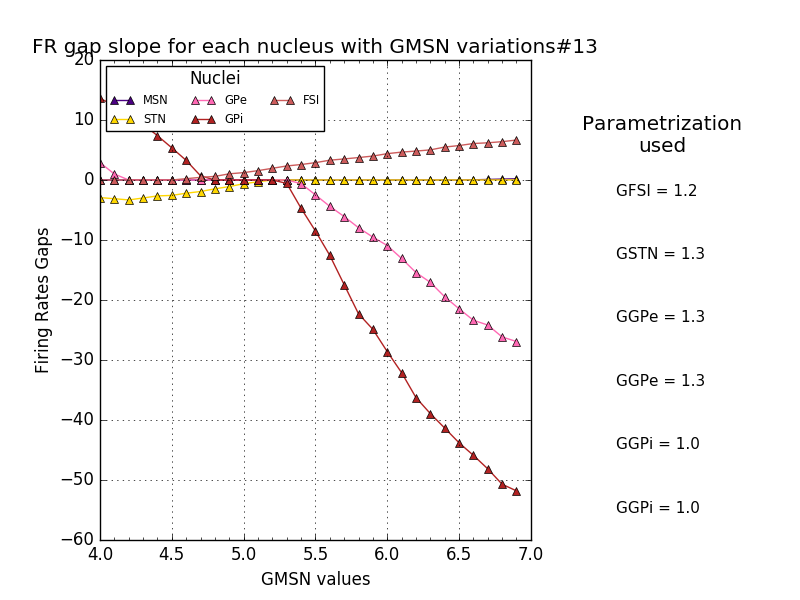 FR gap slope for each nucleus with GMSN variations#13
Nuclei
MSN GPe FSI
STN GPi
20
10
0
−10
−20
−30
−40
−50
−60
Firing Rates Gaps
4.0 4.5 5.0 5.5 6.0 6.5 7.0
GMSN values
Parametrization
used
GFSI = 1.2
GSTN = 1.3
GGPe = 1.3
GGPe = 1.3
GGPi = 1.0
GGPi = 1.0